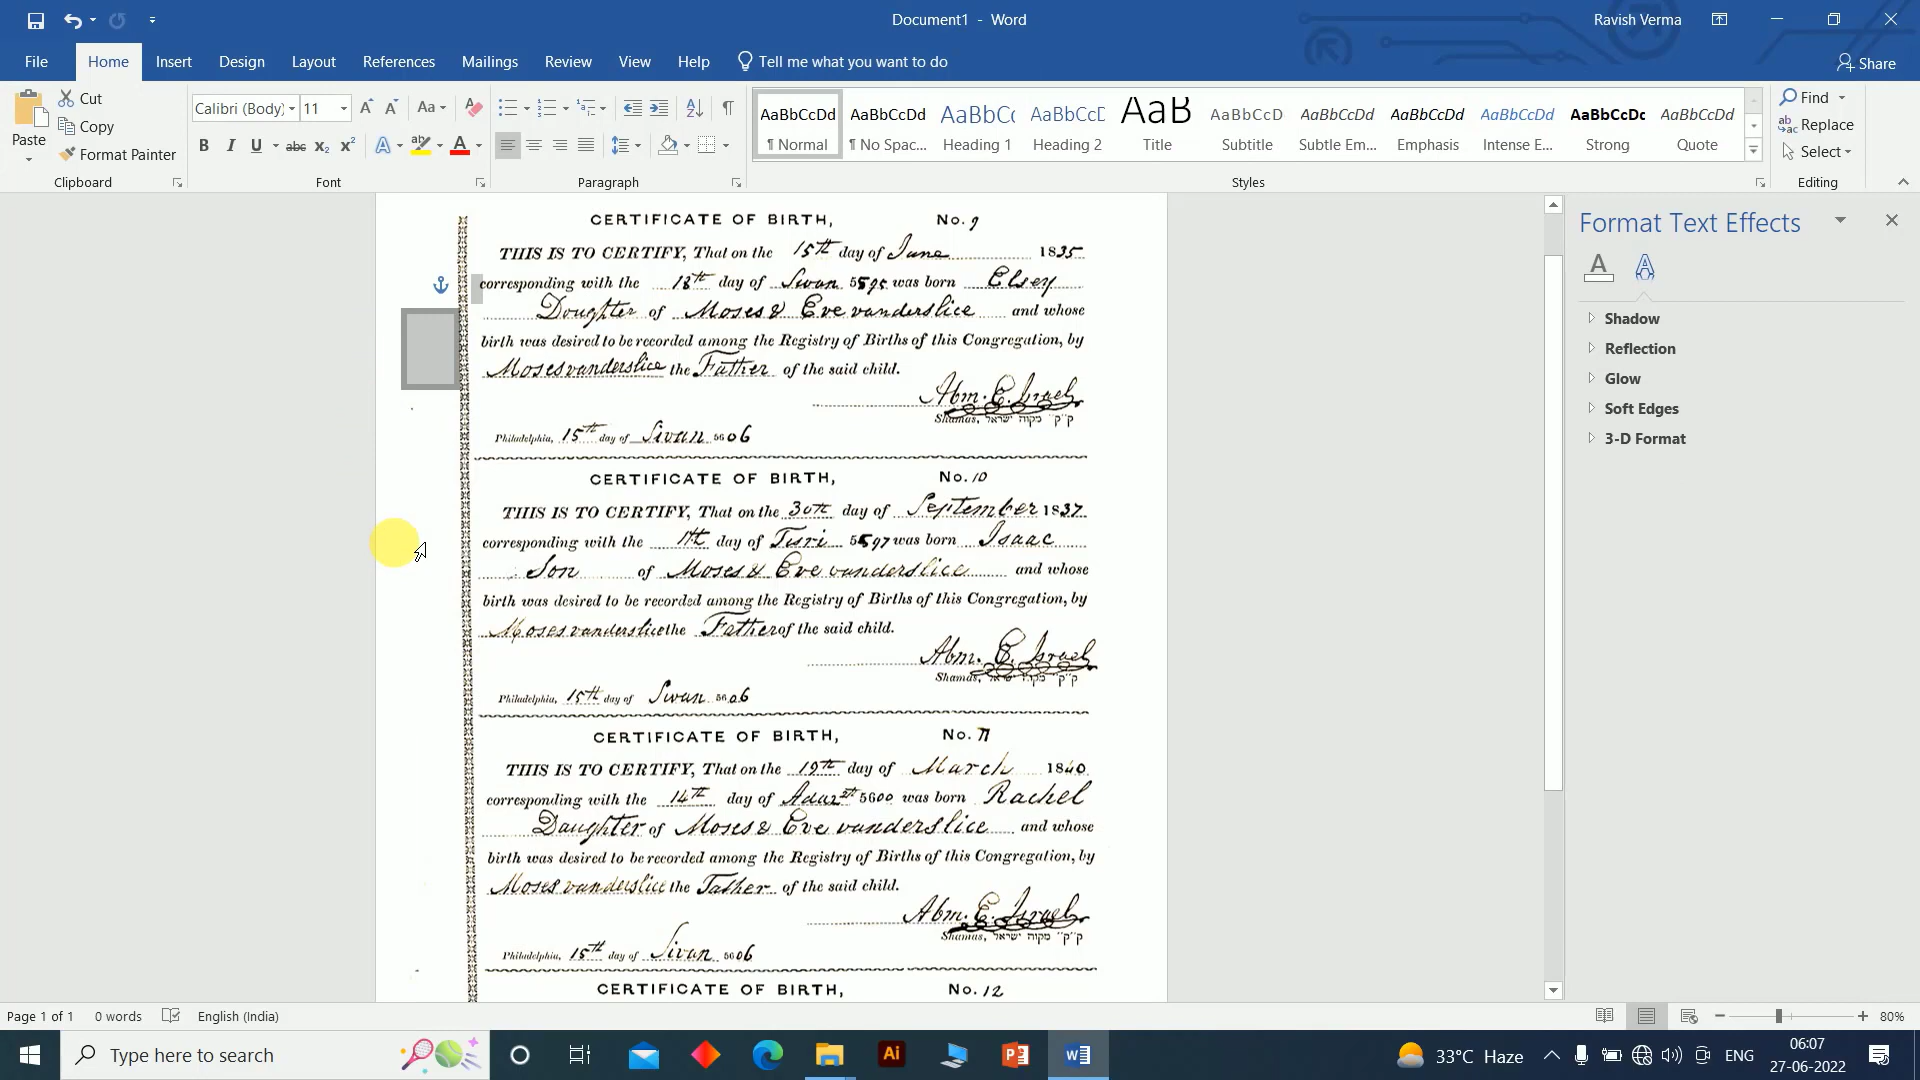 Document1 - Word
Ravish Verma
File Home Insert Design Layout References Mailings Review View Help Tell me what you want to do
Share
Paste
Cut
Copy
Format Painter
Clipboard
Calibri (Body) 11
Font
Paragraph
AaBbCcDd AaBbCcDd AaBbCc AaBbCcD AaB AaBbCcD AaBbCcDd AaBbCcDd AaBbCcDd AaBbCcDc AaBbCcDd
¶ Normal ¶ No Spac... Heading 1 Heading 2 Title Subtitle Subtle Em... Emphasis Intense E... Strong Quote
Styles
Find
Replace
Select
Editing
CERTIFICATE OF BIRTH, No. 9
THIS IS TO CERTIFY, That on the 15th day of June 1835
corresponding with the 18th day of Sivan 5595 was born Elsey
Doughter of Moses & Eve vanderslice and whose
birth was desired to be recorded among the Registry of Births of this Congregation, by
Moses vanderslice the Father of the said child.
Abm. E. Israel
Shamas, ק״ק מקוה ישראל
Philadelphia, 15th day of Sivan 5606
CERTIFICATE OF BIRTH, No. 10
THIS IS TO CERTIFY, That on the 30th day of September 1837
corresponding with the day of Tisri 5597 was born Isaac
Son of Moses & Eve vanderslice and whose
birth was desired to be recorded among the Registry of Births of this Congregation, by
Moses vanderslice the Father of the said child.
Abm. E. Israel
Shamas, ק״ק מקוה ישראל
Philadelphia, 15th day of Sivan 5606
CERTIFICATE OF BIRTH, No. 11
THIS IS TO CERTIFY, That on the 19th day of March 1840
corresponding with the 14th day of 5600 was born Rachel
Daughter of Moses & Eve vanderslice and whose
birth was desired to be recorded among the Registry of Births of this Congregation, by
Moses vanderslice the Father of the said child.
Abm. E. Israel
Shamas, ק״ק מקוה ישראל
Philadelphia, 15th day of Sivan 5606
CERTIFICATE OF BIRTH, No. 12
Format Text Effects
Shadow
Reflection
Glow
Soft Edges
3-D Format
Page 1 of 1 0 words English (India) 80%
Type here to search
33°C Haze ENG
06:07
27-06-2022